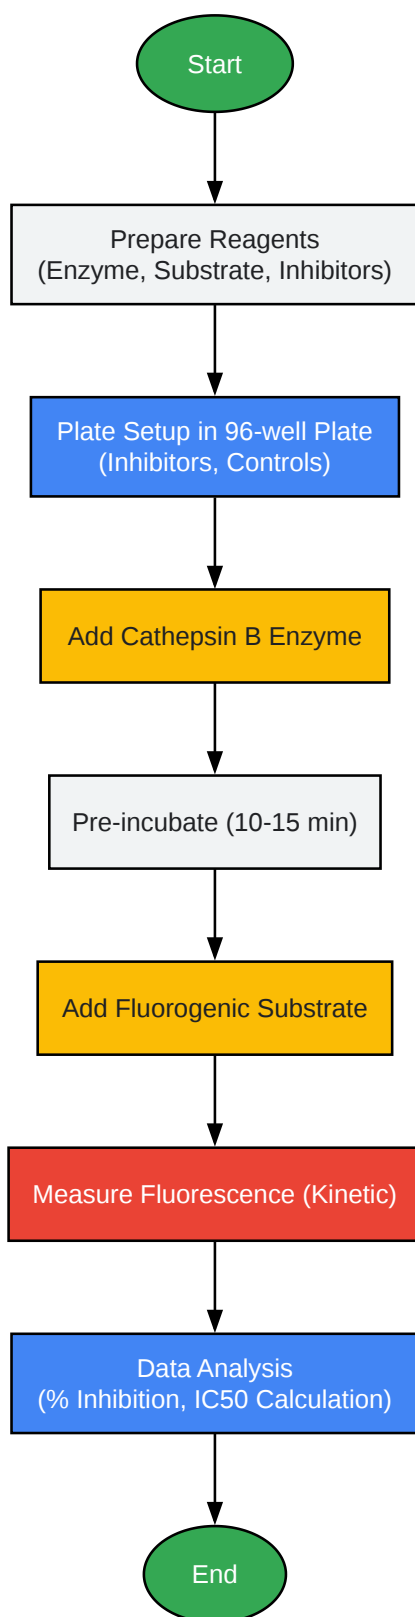 Start
Prepare Reagents
(Enzyme, Substrate, Inhibitors)
Plate Setup in 96-well Plate
(Inhibitors, Controls)
Add Cathepsin B Enzyme
Pre-incubate (10-15 min)
Add Fluorogenic Substrate
Measure Fluorescence (Kinetic)
Data Analysis
(% Inhibition, IC50 Calculation)
End